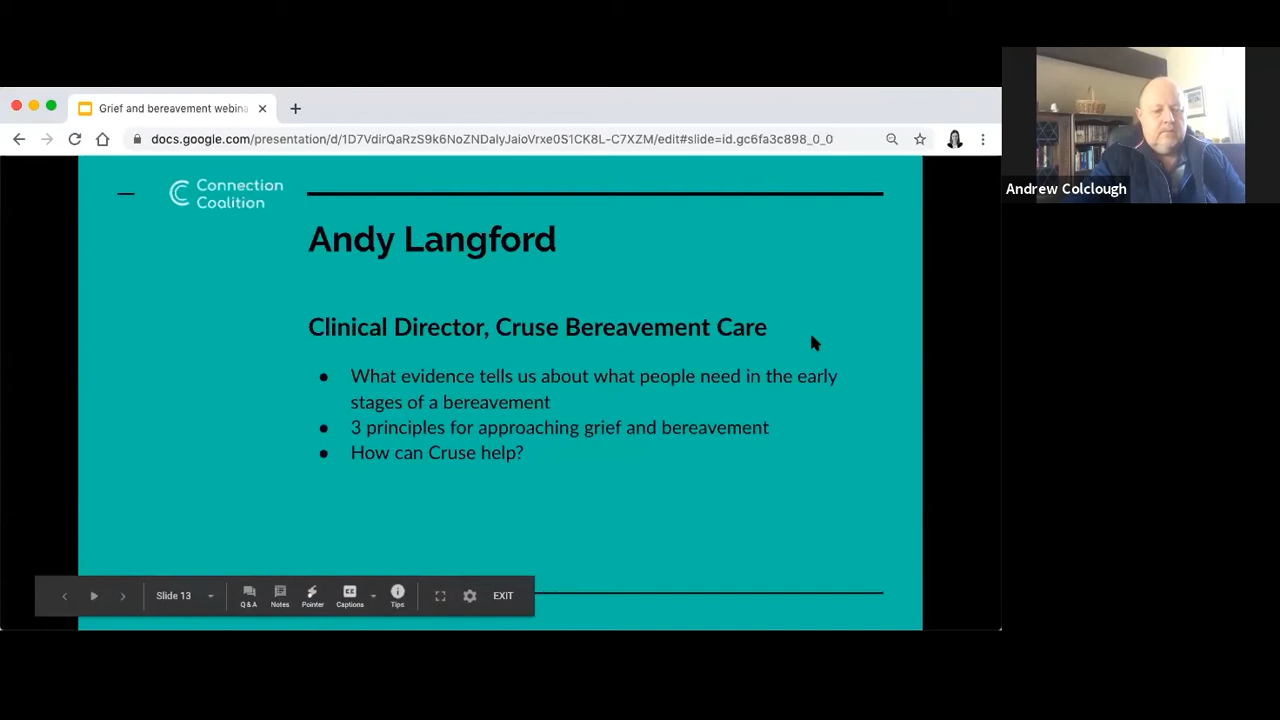 Grief and bereavement webina
docs.google.com/presentation/d/1D7VdirQaRzS9k6NoZNDalyJaioVrxe0S1CK8L-C7XZM/edit#slide=id.gc6fa3c898_0_0
Andrew Colclough
Connection
Coalition
Andy Langford
Clinical Director, Cruse Bereavement Care
● What evidence tells us about what people need in the early
stages of a bereavement
● 3 principles for approaching grief and bereavement
● How can Cruse help?
Slide 13
Q & A
Notes
Pointer
CC
Captions
Tips
EXIT